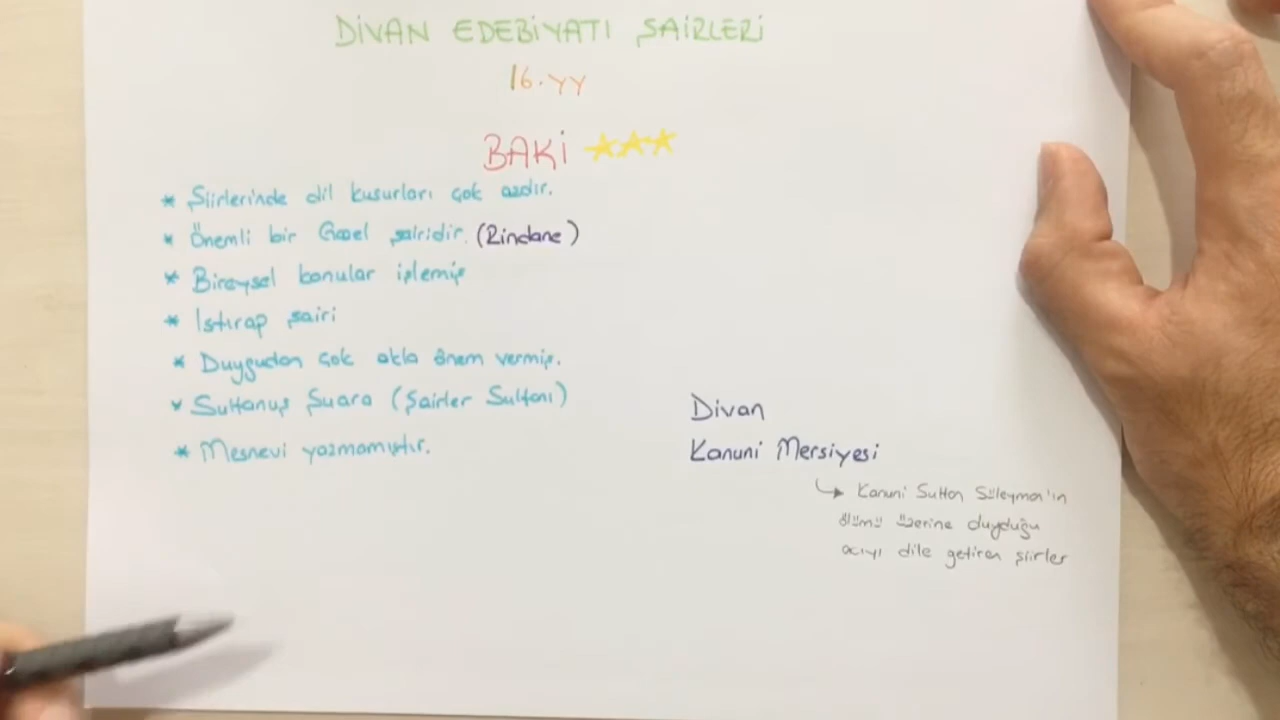 DİVAN EDEBİYATI ŞAİRLERİ
16.yy
BAKİ
* Şiirlerinde dil kusurları çok azdır.
* Önemli bir Gazel şairidir. (Rindane)
* Bireysel konular işlemiş
* Istırap şairi
* Duygudan çok akla önem vermiş.
* Sultanuş Şuara (Şairler Sultanı)
* Mesnevi yazmamıştır.
Divan
Kanuni Mersiyesi
Kanuni Sultan Süleyman'ın
ölümü üzerine duyduğu
acıyı dile getiren şiirler